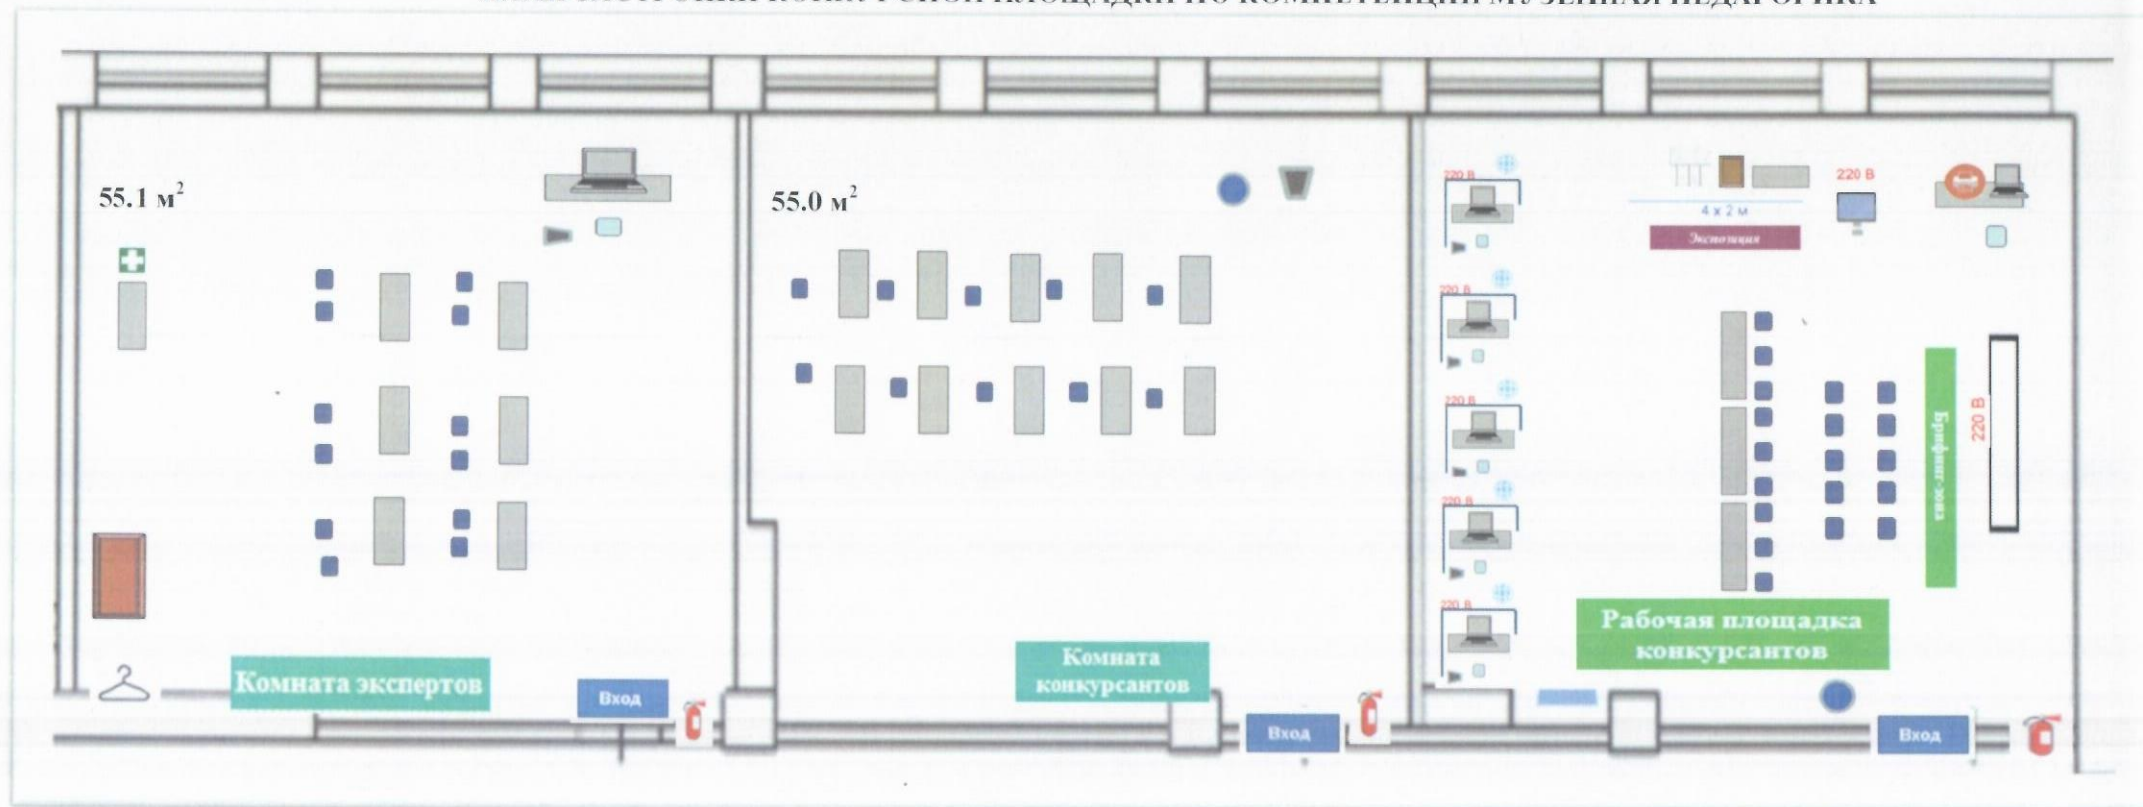 55.1 м²
55.0 м²
220 В
220 В
220 В
220 В
220 В
220 В
4 x 2 м
Экспозиция
220 В
Брифинг-зона
Рабочая площадка
конкурсантов
Комната экспертов
Вход
Комната
конкурсантов
Вход
Вход